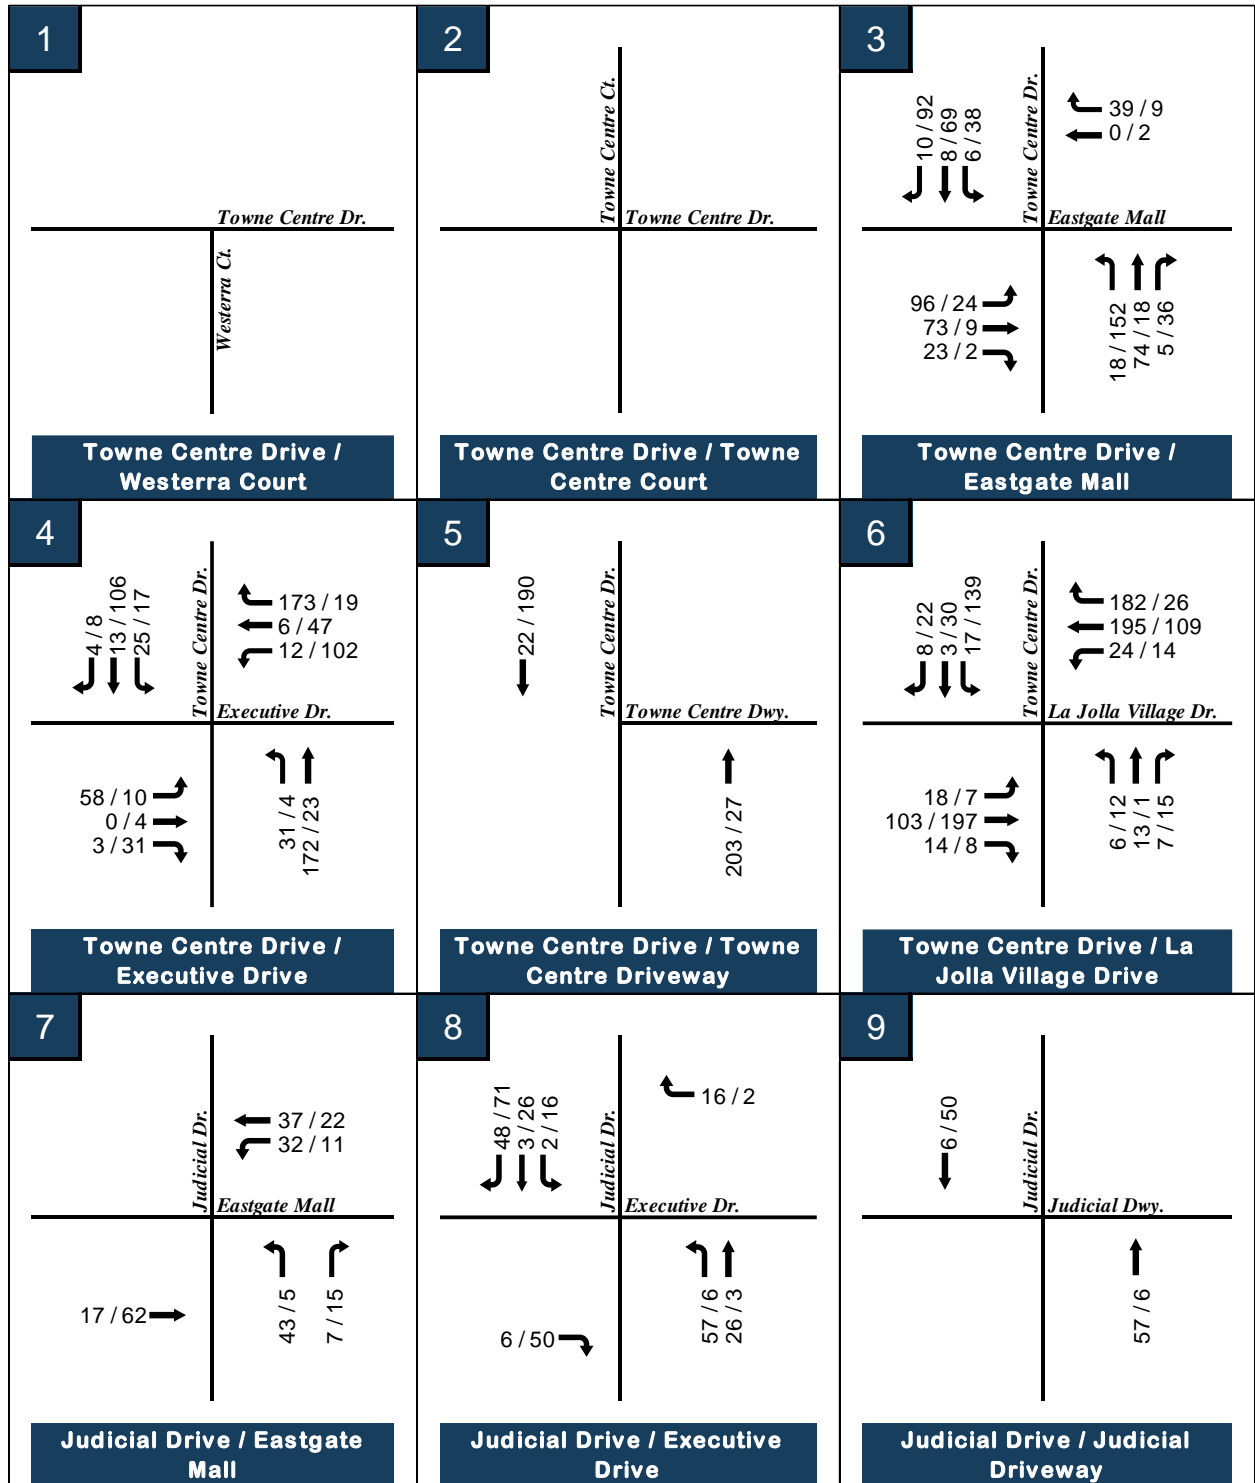 1
Towne Centre Dr.
Westerra Ct.
Towne Centre Drive /
Westerra Court
2
Towne Centre Ct.
Towne Centre Dr.
Towne Centre Drive / Towne
Centre Court
3
10 / 92
8 / 69
6 / 38
Towne Centre Dr.
39 / 9
0 / 2
Eastgate Mall
96 / 24
73 / 9
23 / 2
18 / 152
74 / 18
5 / 36
Towne Centre Drive /
Eastgate Mall
4
4 / 8
13 / 106
25 / 17
Towne Centre Dr.
173 / 19
6 / 47
12 / 102
Executive Dr.
58 / 10
0 / 4
3 / 31
31 / 4
172 / 23
Towne Centre Drive /
Executive Drive
5
22 / 190
Towne Centre Dr.
Towne Centre Dwy.
203 / 27
Towne Centre Drive / Towne
Centre Driveway
6
8 / 22
3 / 30
17 / 139
Towne Centre Dr.
182 / 26
195 / 109
24 / 14
La Jolla Village Dr.
18 / 7
103 / 197
14 / 8
6 / 12
13 / 1
7 / 15
Towne Centre Drive / La
Jolla Village Drive
7
Judicial Dr.
37 / 22
32 / 11
Eastgate Mall
17 / 62
43 / 5
7 / 15
Judicial Drive / Eastgate
Mall
8
48 / 71
3 / 26
2 / 16
Judicial Dr.
16 / 2
Executive Dr.
6 / 50
57 / 6
26 / 3
Judicial Drive / Executive
Drive
9
6 / 50
Judicial Dr.
Judicial Dwy.
57 / 6
Judicial Drive / Judicial
Driveway